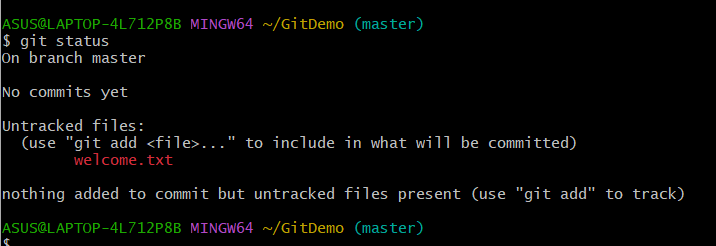 ASUS@LAPTOP-4L712P8B MINGW64 ~/GitDemo (master)
$ git status
On branch master
No commits yet
Untracked files:
  (use "git add <file>..." to include in what will be committed)
        welcome.txt
nothing added to commit but untracked files present (use "git add" to track)
ASUS@LAPTOP-4L712P8B MINGW64 ~/GitDemo (master)
$